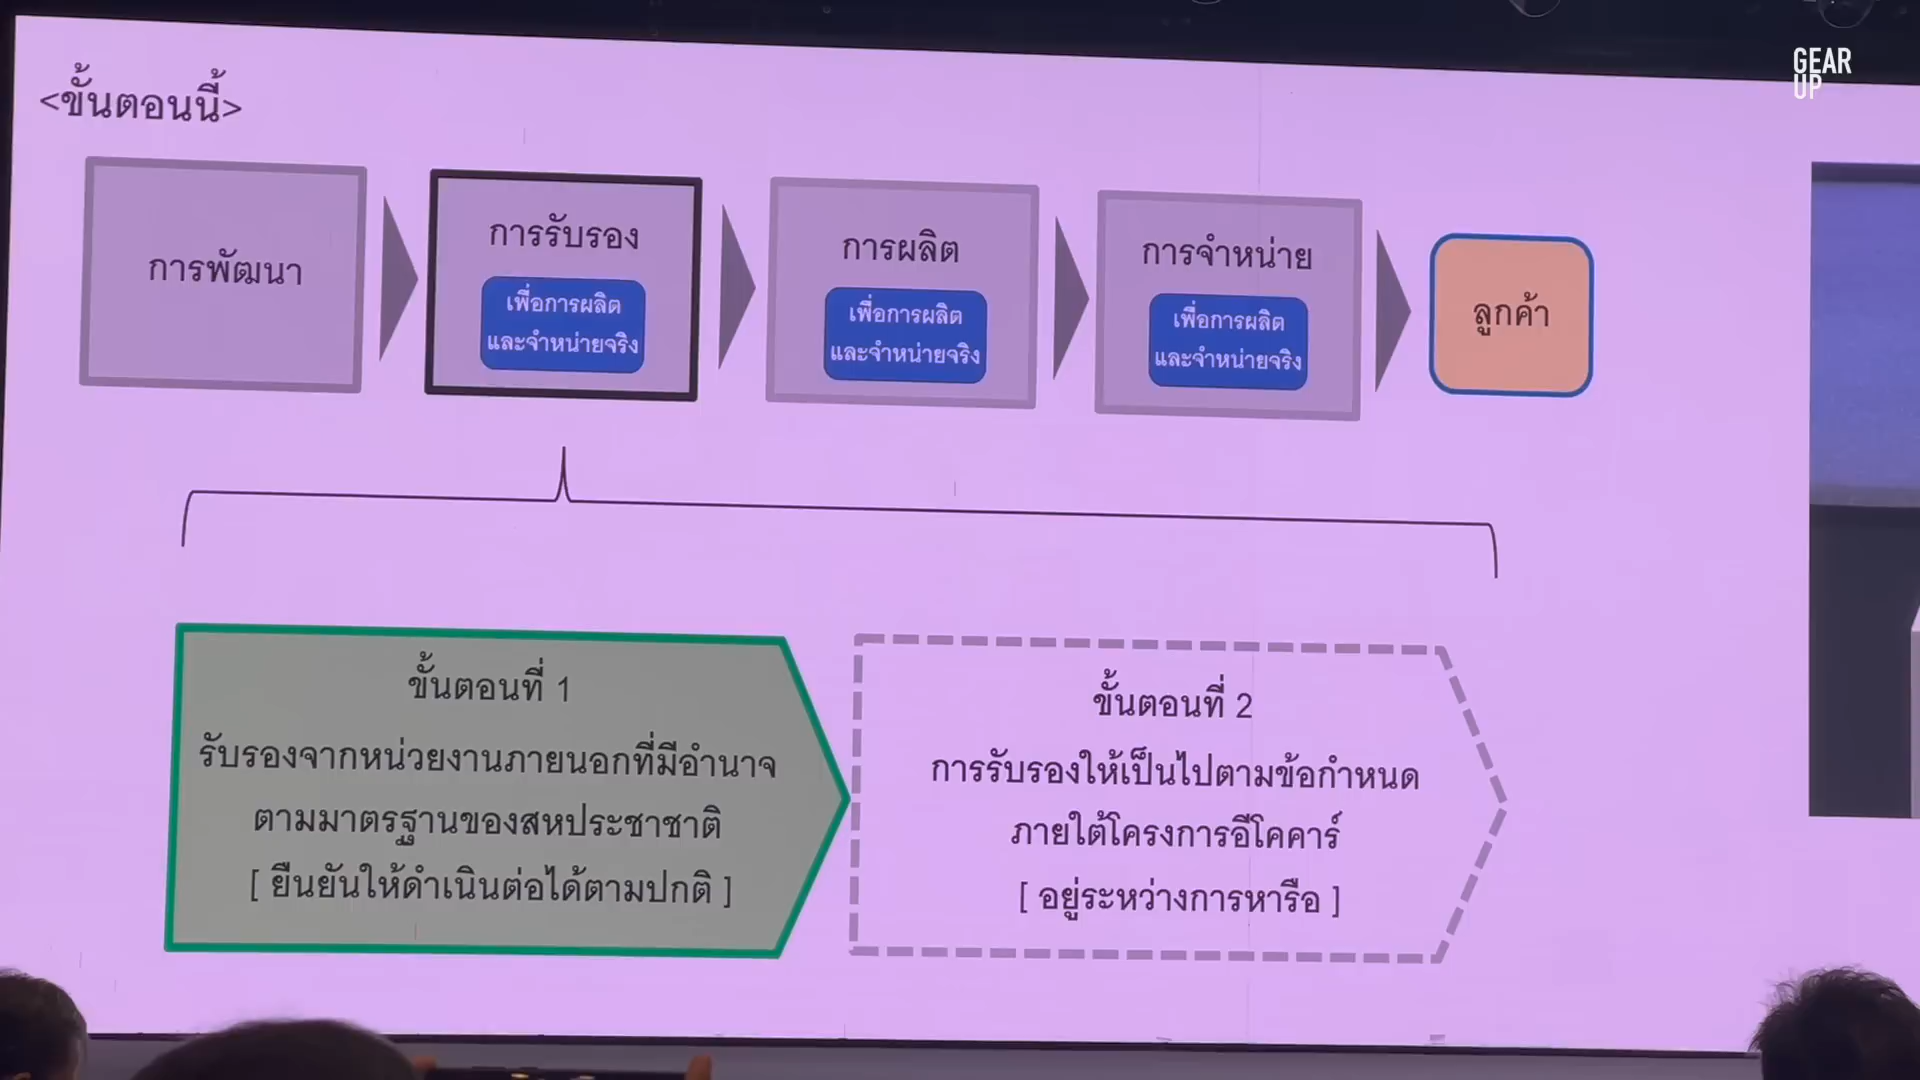 GEAR
UP
<ขั้นตอนนี้>
การพัฒนา
การรับรอง
เพื่อการผลิต
และจำหน่ายจริง
การผลิต
เพื่อการผลิต
และจำหน่ายจริง
การจำหน่าย
เพื่อการผลิต
และจำหน่ายจริง
ลูกค้า
ขั้นตอนที่ 1
รับรองจากหน่วยงานภายนอกที่มีอำนาจ
ตามมาตรฐานของสหประชาชาติ
[ ยืนยันให้ดำเนินต่อได้ตามปกติ ]
ขั้นตอนที่ 2
การรับรองให้เป็นไปตามข้อกำหนด
ภายใต้โครงการอีโคคาร์
[ อยู่ระหว่างการหารือ ]